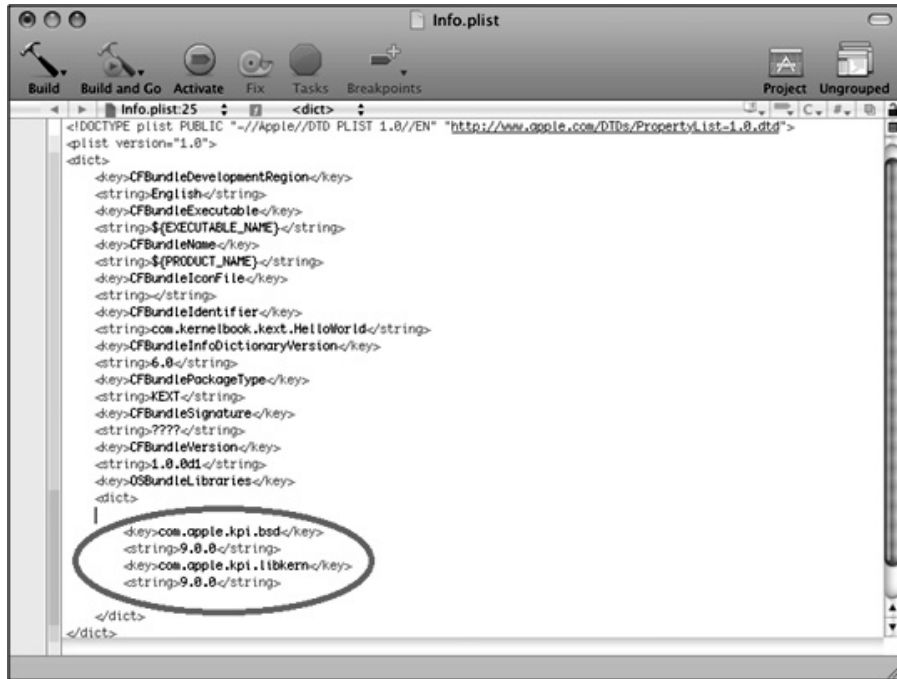 Info.plist
Build
Build and Go
Activate
Fix
Tasks
Breakpoints
Project
Ungrouped
Info.plist:25
<dict>
C
#
<!DOCTYPE plist PUBLIC "-//Apple//DTD PLIST 1.0//EN" "http://www.apple.com/DTDs/PropertyList-1.0.dtd">
<plist version="1.0">
<dict>
<key>CFBundleDevelopmentRegion</key>
<string>English</string>
<key>CFBundleExecutable</key>
<string>${EXECUTABLE_NAME}</string>
<key>CFBundleName</key>
<string>${PRODUCT_NAME}</string>
<key>CFBundleIconFile</key>
<string></string>
<key>CFBundleIdentifier</key>
<string>com.kernelbook.kext.HelloWorld</string>
<key>CFBundleInfoDictionaryVersion</key>
<string>6.0</string>
<key>CFBundlePackageType</key>
<string>KEXT</string>
<key>CFBundleSignature</key>
<string>????</string>
<key>CFBundleVersion</key>
<string>1.0.0d1</string>
<key>OSBundleLibraries</key>
<dict>
<key>com.apple.kpi.bsd</key>
<string>9.0.0</string>
<key>com.apple.kpi.libkern</key>
<string>9.0.0</string>
</dict>
</dict>